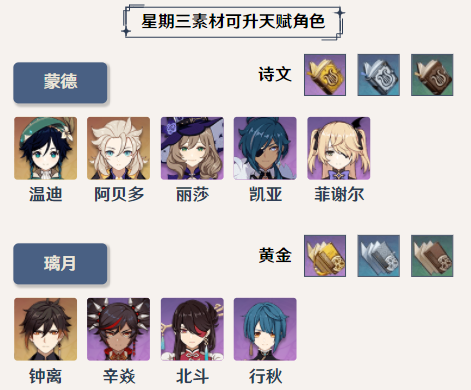 星期三素材可升天赋角色
蒙德
诗文
温迪 阿贝多 丽莎 凯亚 菲谢尔
璃月
黄金
钟离 辛焱 北斗 行秋